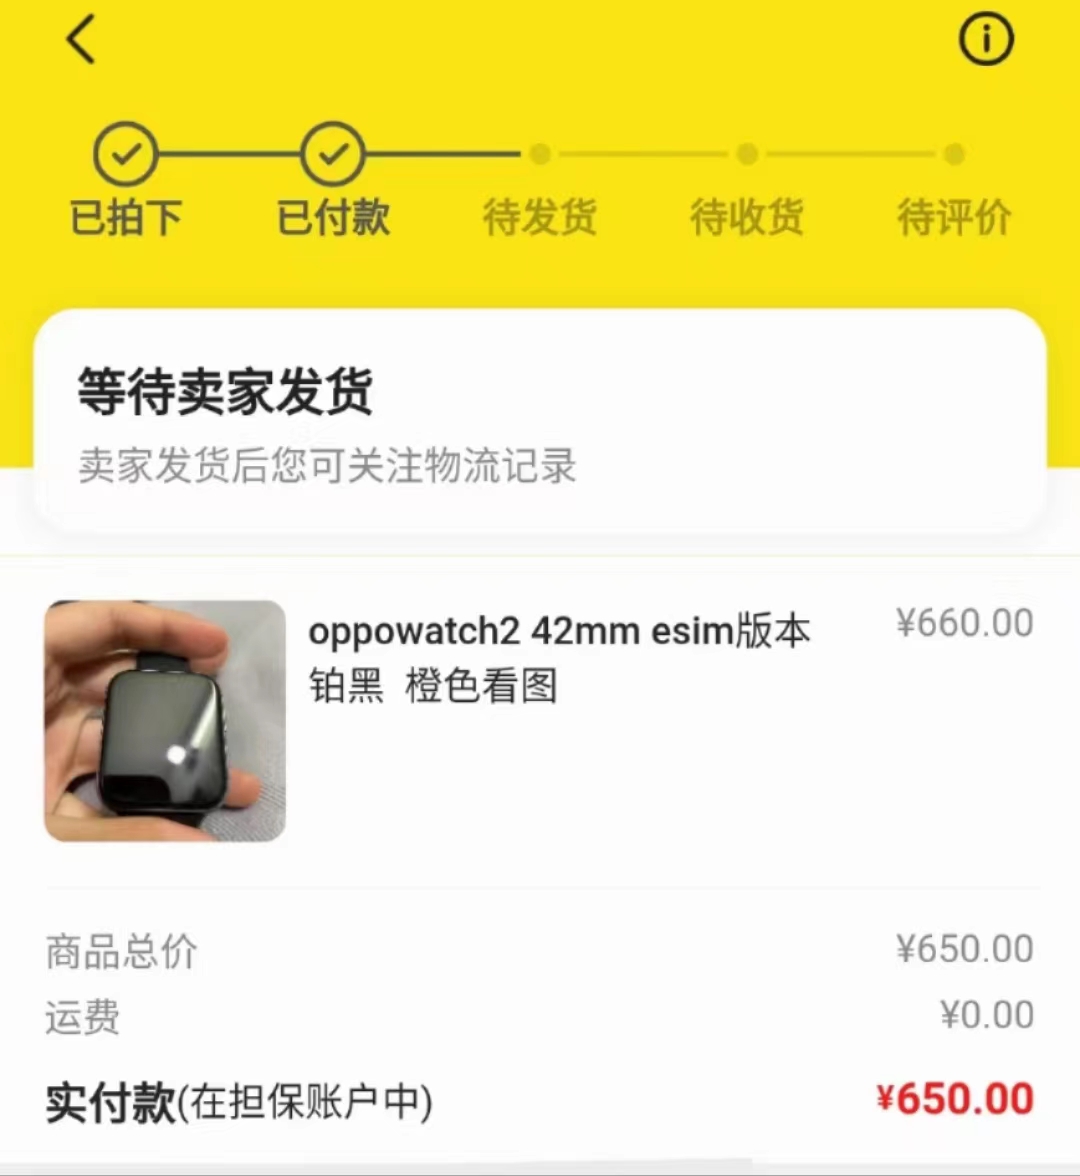 已拍下
已付款
待发货
待收货
待评价
等待卖家发货
卖家发货后您可关注物流记录
oppowatch2 42mm esim版本 ¥660.00
铂黑 橙色看图
商品总价 ¥650.00
运费 ¥0.00
实付款(在担保账户中) ¥650.00